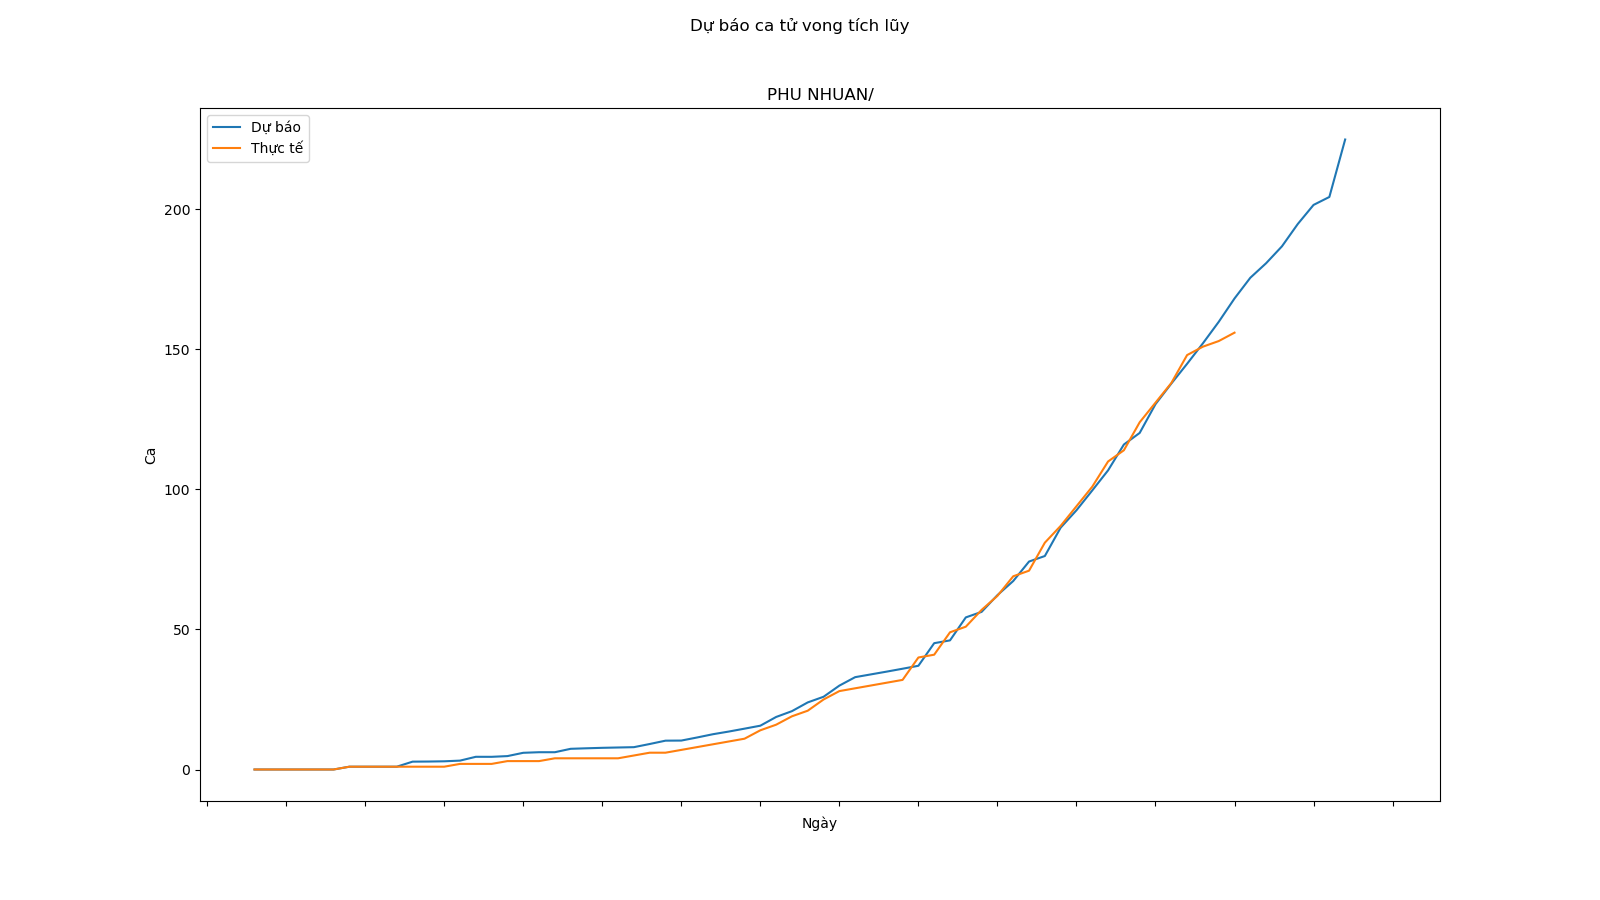 Dự báo ca tử vong tích lũy
PHU NHUAN/
Dự báo
Thực tế
200
150
100
50
0
Ca
Ngày